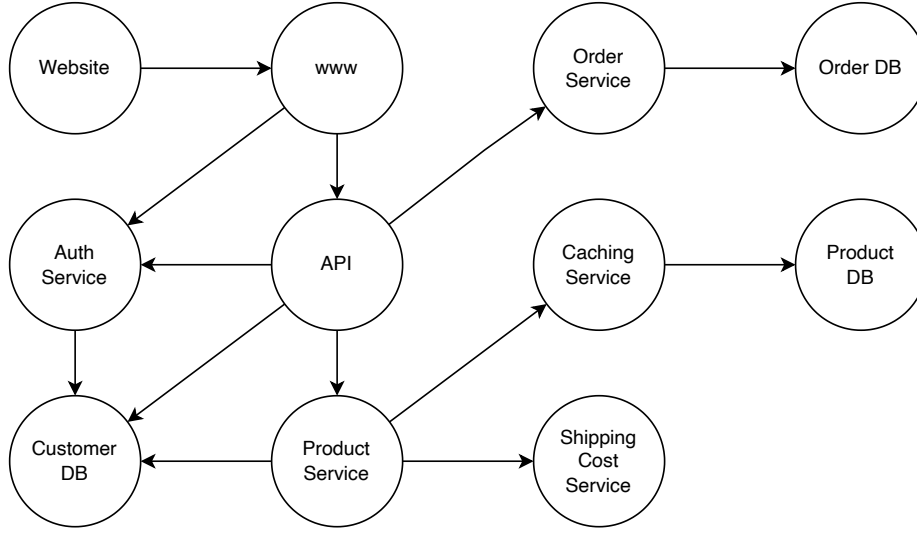 Website
www
Order
Service
Order DB
Auth
Service
API
Caching
Service
Product
DB
Customer
DB
Product
Service
Shipping
Cost
Service